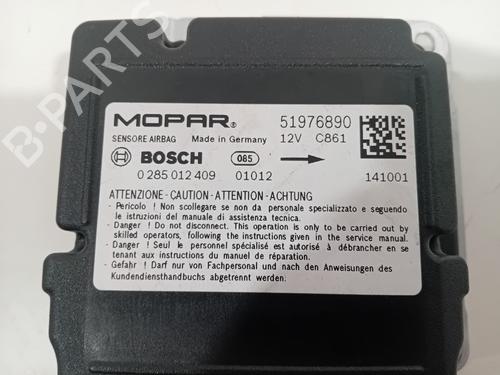 MOPAR® 51976890
SENSORE AIRBAG Made in Germany 12V C861
BOSCH 085
0 285 012 409 01012 141001
ATTENZIONE - CAUTION - ATTENTION - ACHTUNG
- Pericolo ! Non scollegare se non da personale specializzato e seguendo
le istruzioni del manuale di assistenza tecnica.
- Danger ! Do not disconnect. This operation is only to be carried out by
skilled operators, following the instructions given in the service manual.
- Danger ! Seul le personnel spécialisé est autorisé à débrancher en se
tenant aux instructions du manuel de réparation.
- Gefahr ! Darf nur von Fachpersonal und nach den Anweisungen des
Kundendiensthandbuchs abgetrennt werden.
B-PARTS